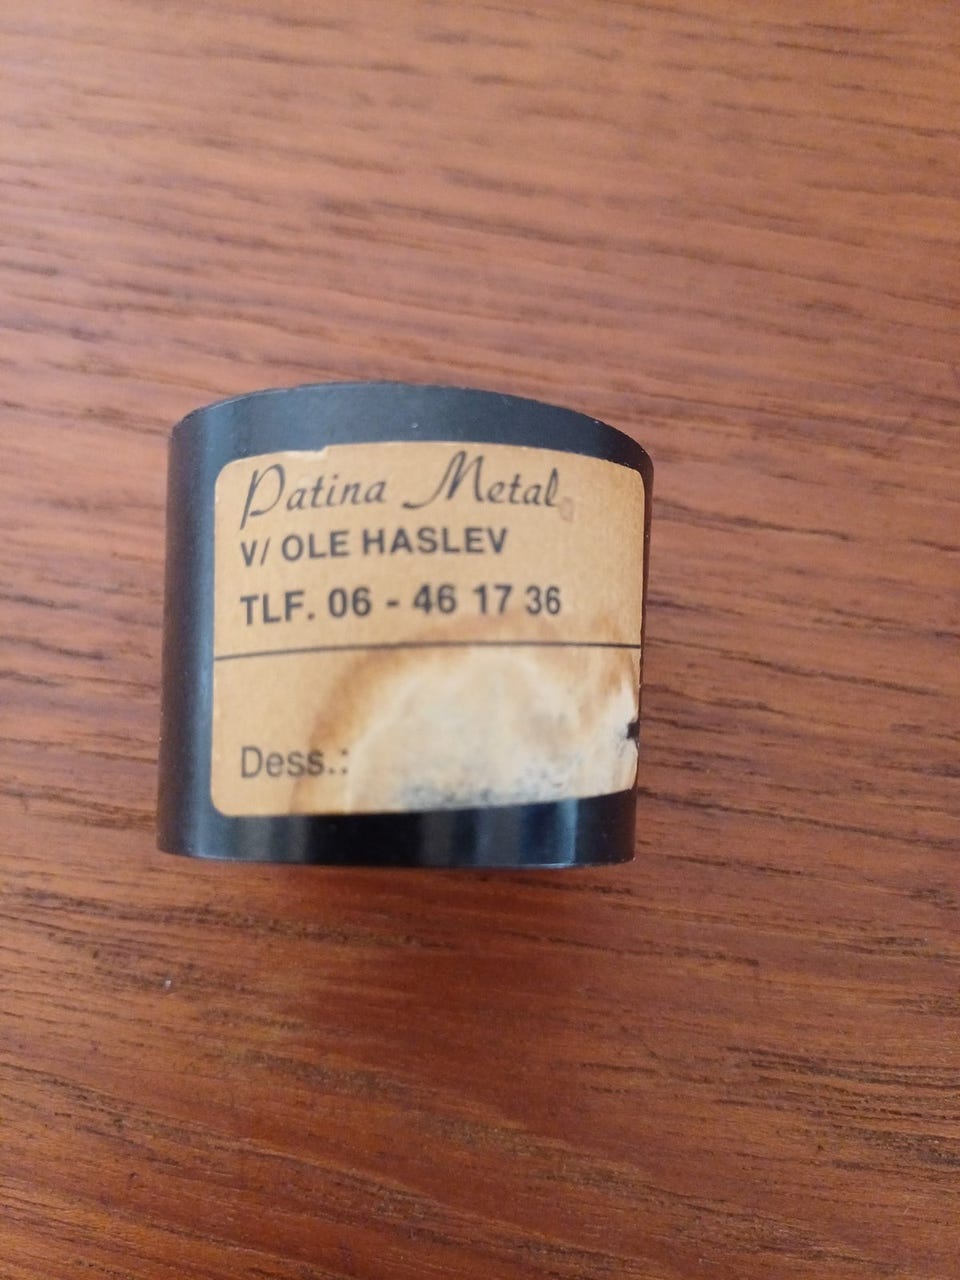 Patina Metal
V/ OLE HASLEV
TLF. 06 - 46 17 36
Dess.: